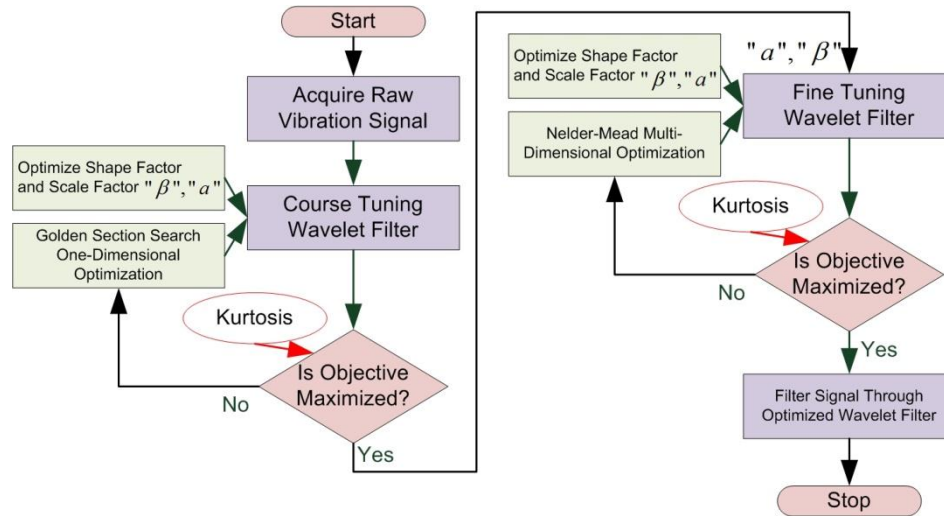 Start
Acquire Raw
Vibration Signal
Optimize Shape Factor
and Scale Factor "β","a"
Golden Section Search
One-Dimensional
Optimization
Course Tuning
Wavelet Filter
Kurtosis
Is Objective
Maximized?
No
Yes
"a","β"
Optimize Shape Factor
and Scale Factor "β","a"
Nelder-Mead Multi-
Dimensional Optimization
Fine Tuning
Wavelet Filter
Kurtosis
Is Objective
Maximized?
No
Yes
Filter Signal Through
Optimized Wavelet Filter
Stop